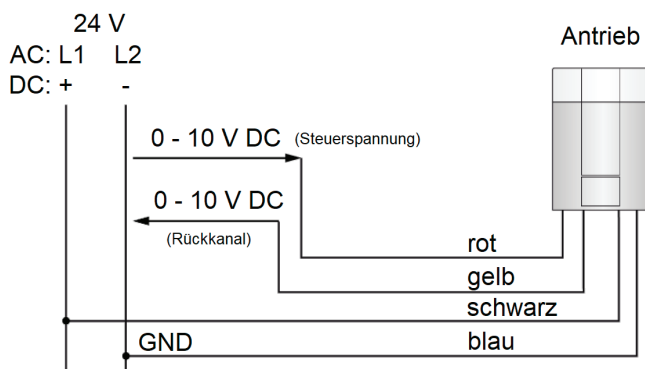 24 V
AC: L1 L2
DC: + -
Antrieb
0 - 10 V DC (Steuerspannung)
0 - 10 V DC
(Rückkanal)
rot
gelb
schwarz
GND blau